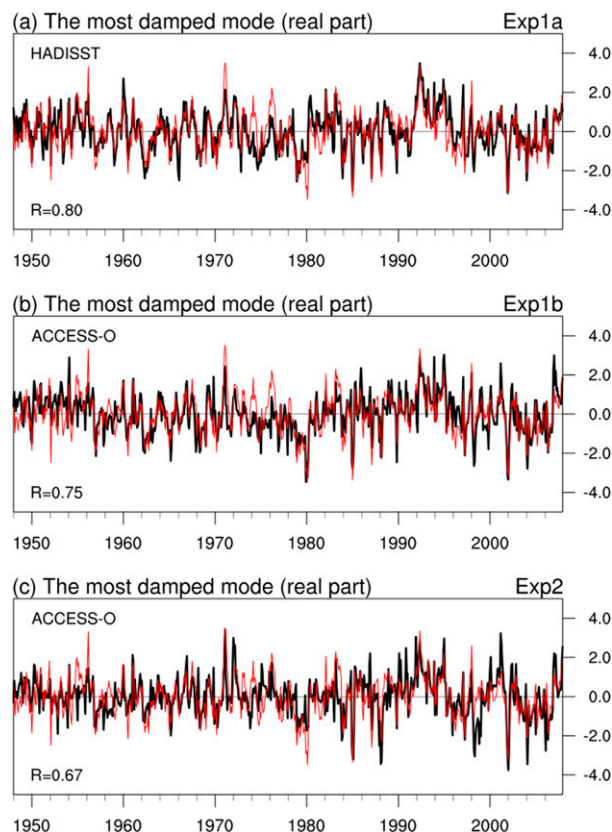 (a) The most damped mode (real part) Exp1a
HADISST
4.0
2.0
0.0
-2.0
-4.0
R=0.80
1950 1960 1970 1980 1990 2000
(b) The most damped mode (real part) Exp1b
ACCESS-O
4.0
2.0
0.0
-2.0
-4.0
R=0.75
1950 1960 1970 1980 1990 2000
(c) The most damped mode (real part) Exp2
ACCESS-O
4.0
2.0
0.0
-2.0
-4.0
R=0.67
1950 1960 1970 1980 1990 2000